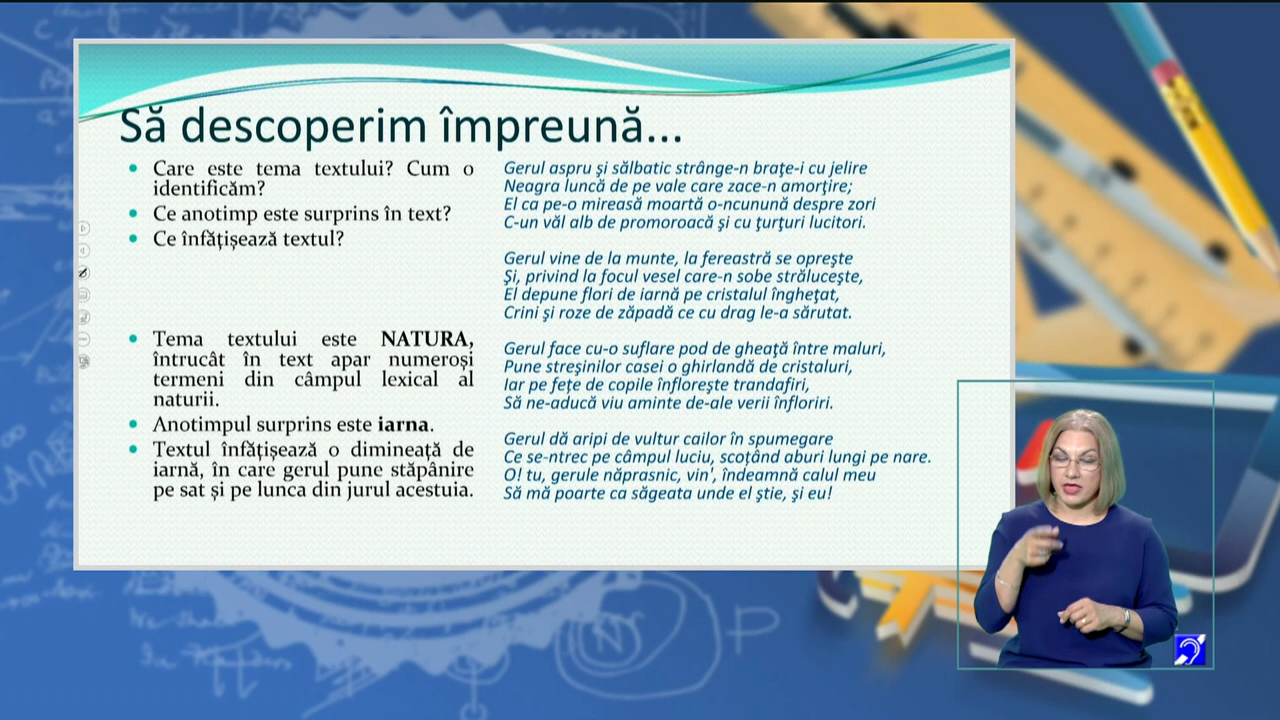 Să descoperim împreună...
Care este tema textului? Cum o
identificăm?
Ce anotimp este surprins în text?
Ce înfățișează textul?
Tema textului este NATURA,
întrucât în text apar numeroși
termeni din câmpul lexical al
naturii.
Anotimpul surprins este iarna.
Textul înfățișează o dimineață de
iarnă, în care gerul pune stăpânire
pe sat și pe lunca din jurul acestuia.
Gerul aspru şi sălbatic strânge-n braţe-i cu jelire
Neagra luncă de pe vale care zace-n amorţire;
El ca pe-o mireasă moartă o-ncunună despre zori
C-un văl alb de promoroacă şi cu ţurţuri lucitori.
Gerul vine de la munte, la fereastră se opreşte
Şi, privind la focul vesel care-n sobe străluceşte,
El depune flori de iarnă pe cristalul îngheţat,
Crini şi roze de zăpadă ce cu drag le-a sărutat.
Gerul face cu-o suflare pod de gheaţă între maluri,
Pune streşinilor casei o ghirlandă de cristaluri,
Iar pe feţe de copile înfloreşte trandafiri,
Să ne-aducă viu aminte de-ale verii înfloriri.
Gerul dă aripi de vultur cailor în spumegare
Ce se-ntrec pe câmpul luciu, scoţând aburi lungi pe nare.
O! tu, gerule năprasnic, vin', îndeamnă calul meu
Să mă poarte ca săgeata unde el ştie, şi eu!